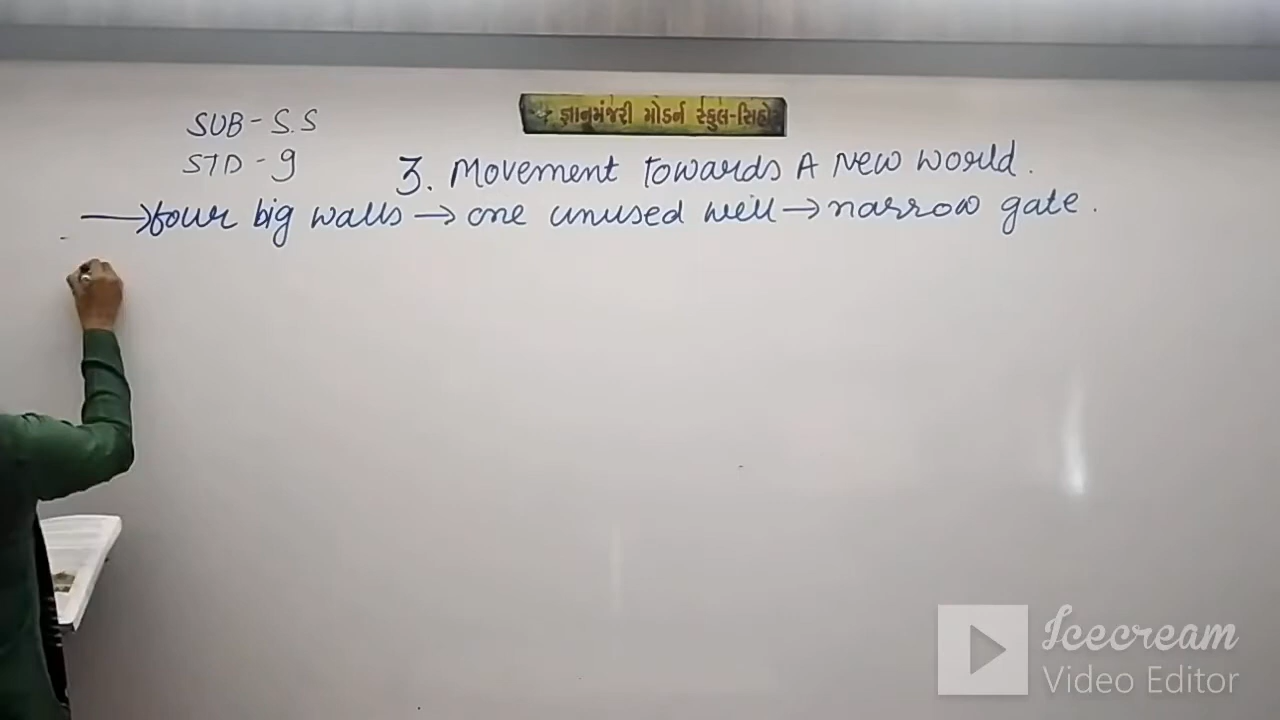 જ્ઞાનમંજરી મોડર્ન સ્કુલ-સિહોર
SUB - S.S
STD - 9
3. Movement towards A New world.
→four big walls → one unused well → narrow gate.
Icecream
Video Editor